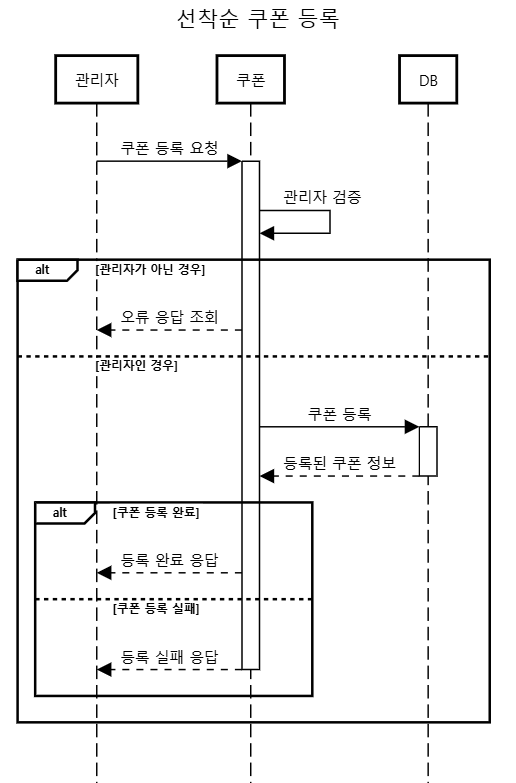 선착순 쿠폰 등록
관리자
쿠폰
DB
쿠폰 등록 요청
관리자 검증
alt
[관리자가 아닌 경우]
오류 응답 조회
[관리자인 경우]
쿠폰 등록
등록된 쿠폰 정보
alt
[쿠폰 등록 완료]
등록 완료 응답
[쿠폰 등록 실패]
등록 실패 응답